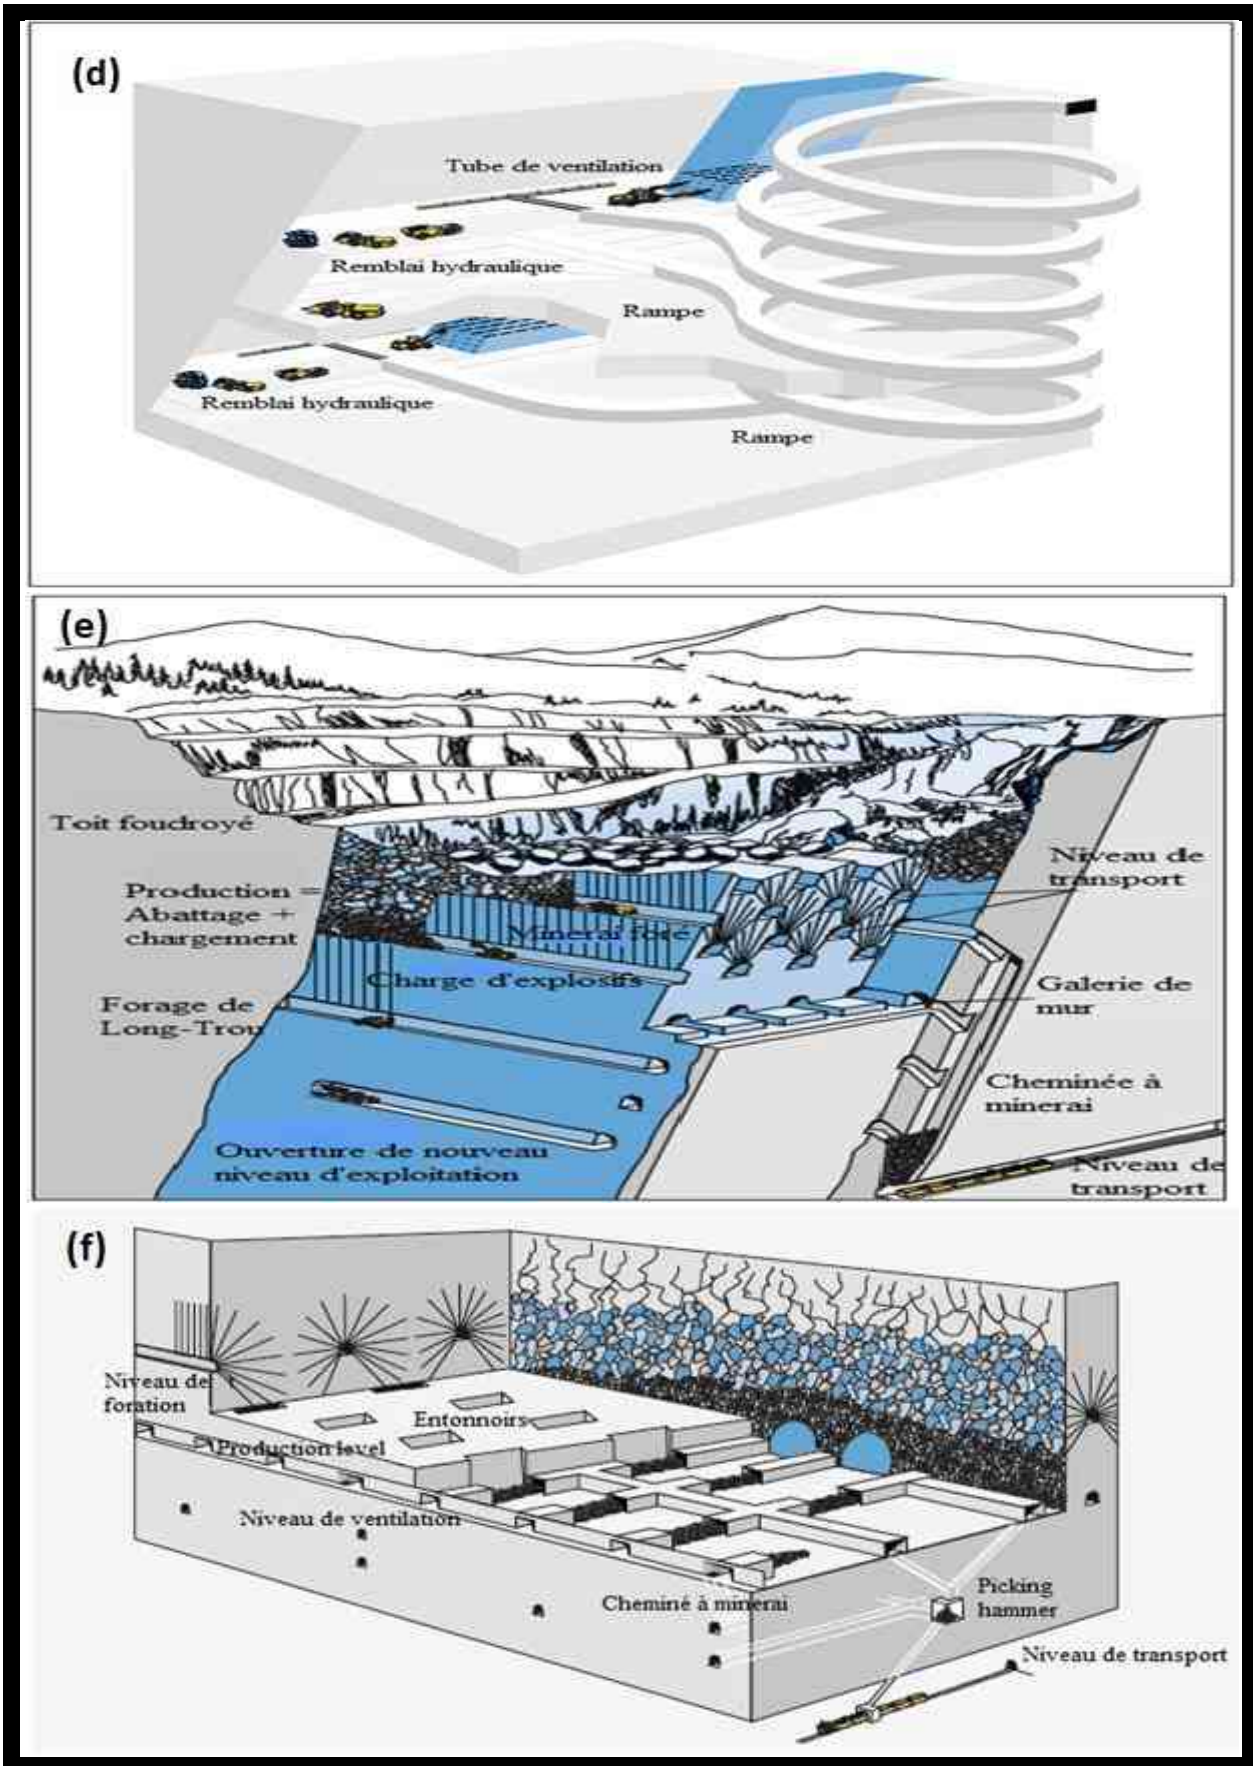 (d)
Tube de ventilation
Remblai hydraulique
Rampe
Remblai hydraulique
Rampe
(e)
Toit foudroyé
Niveau de
transport
Production =
Abattage +
chargement
Minerai foré
Charge d'explosifs
Forage de
Long-Trou
Galerie de
mur
Cheminée à
minerai
Ouverture de nouveau
niveau d'exploitation
Niveau de
transport
(f)
Niveau de
foration
Entonnoirs
Production level
Niveau de ventilation
Cheminé à minerai
Picking
hammer
Niveau de transport